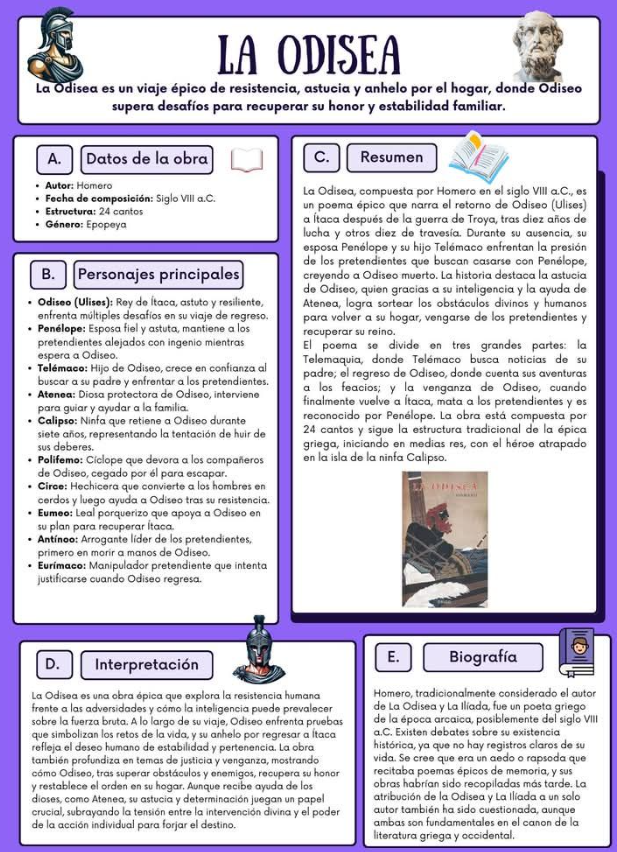 LA ODISEA
La Odisea es un viaje épico de resistencia, astucia y anhelo por el hogar, donde Odiseo
supera desafíos para recuperar su honor y estabilidad familiar.
A. Datos de la obra
• Autor: Homero
• Fecha de composición: Siglo VIII a.C.
• Estructura: 24 cantos
• Género: Epopeya
B. Personajes principales
• Odiseo (Ulises): Rey de Ítaca, astuto y resiliente,
enfrenta múltiples desafíos en su viaje de regreso.
• Penélope: Esposa fiel y astuta, mantiene a los
pretendientes alejados con ingenio mientras
espera a Odiseo.
• Telémaco: Hijo de Odiseo, crece en confianza al
buscar a su padre y enfrentar a los pretendientes.
• Atenea: Diosa protectora de Odiseo, interviene
para guiar y ayudar a la familia.
• Calipso: Ninfa que retiene a Odiseo durante
siete años, representando la tentación de huir de
sus deberes.
• Polifemo: Cíclope que devora a los compañeros
de Odiseo, cegado por él para escapar.
• Circe: Hechicera que convierte a los hombres en
cerdos y luego ayuda a Odiseo tras su resistencia.
• Eumeo: Leal porquerizo que apoya a Odiseo en
su plan para recuperar Ítaca.
• Antínoo: Arrogante líder de los pretendientes,
primero en morir a manos de Odiseo.
• Eurímaco: Manipulador pretendiente que intenta
justificarse cuando Odiseo regresa.
C. Resumen
La Odisea, compuesta por Homero en el siglo VIII a.C., es
un poema épico que narra el retorno de Odiseo (Ulises)
a Ítaca después de la guerra de Troya, tras diez años de
lucha y otros diez de travesía. Durante su ausencia, su
esposa Penélope y su hijo Telémaco enfrentan la presión
de los pretendientes que buscan casarse con Penélope,
creyendo a Odiseo muerto. La historia destaca la astucia
de Odiseo, quien gracias a su inteligencia y la ayuda de
Atenea, logra sortear los obstáculos divinos y humanos
para volver a su hogar, vengarse de los pretendientes y
recuperar su reino.
El poema se divide en tres grandes partes: la
Telemaquia, donde Telémaco busca noticias de su
padre; el regreso de Odiseo, donde cuenta sus aventuras
a los feacios; y la venganza de Odiseo, cuando
finalmente vuelve a Ítaca, mata a los pretendientes y es
reconocido por Penélope. La obra está compuesta por
24 cantos y sigue la estructura tradicional de la épica
griega, iniciando en medias res, con el héroe atrapado
en la isla de la ninfa Calipso.
ODISEA
D. Interpretación
La Odisea es una obra épica que explora la resistencia humana
frente a las adversidades y cómo la inteligencia puede prevalecer
sobre la fuerza bruta. A lo largo de su viaje, Odiseo enfrenta pruebas
que simbolizan los retos de la vida, y su anhelo por regresar a Ítaca
refleja el deseo humano de estabilidad y pertenencia. La obra
también profundiza en temas de justicia y venganza, mostrando
cómo Odiseo, tras superar obstáculos y enemigos, recupera su honor
y restablece el orden en su hogar. Aunque recibe ayuda de los
dioses, como Atenea, su astucia y determinación juegan un papel
crucial, subrayando la tensión entre la intervención divina y el poder
de la acción individual para forjar el destino.
E. Biografía
Homero, tradicionalmente considerado el autor
de La Odisea y La Ilíada, fue un poeta griego
de la época arcaica, posiblemente del siglo VIII
a.C. Existen debates sobre su existencia
histórica, ya que no hay registros claros de su
vida. Se cree que era un aedo o rapsoda que
recitaba poemas épicos de memoria, y sus
obras habrían sido recopiladas más tarde. La
atribución de la Odisea y La Ilíada a un solo
autor también ha sido cuestionada, aunque
ambas son fundamentales en el canon de la
literatura griega y occidental.